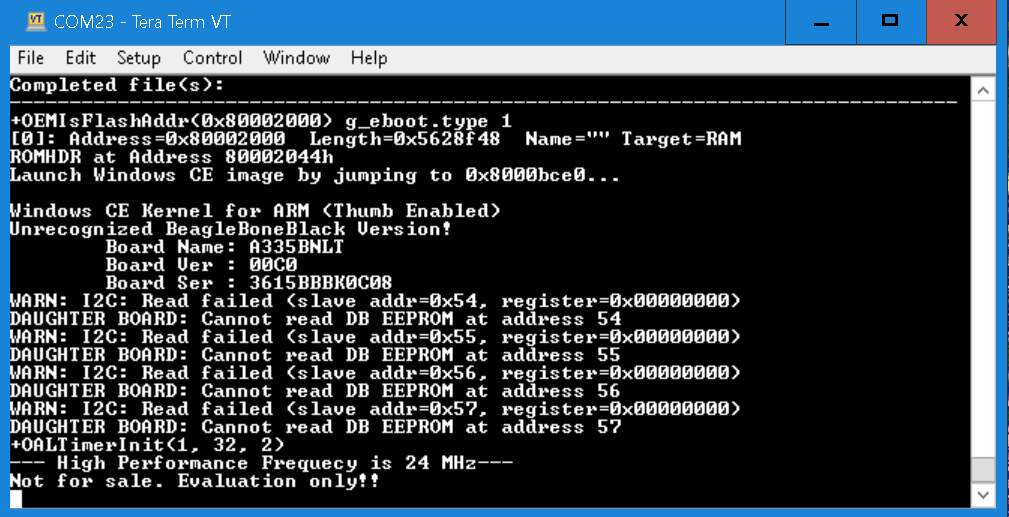 COM23 - Tera Term VT
File Edit Setup Control Window Help
Completed file(s):
-------------------------------------------------------------------------------
+OEMIsFlashAddr(0x80002000) g_eboot.type 1
[0]: Address=0x80002000  Length=0x5628f48  Name="" Target=RAM
ROMHDR at Address 80002044h
Launch Windows CE image by jumping to 0x8000bce0...
Windows CE Kernel for ARM (Thumb Enabled)
Unrecognized BeagleBoneBlack Version!
Board Name: A335BNLT
Board Ver : 00C0
Board Ser : 3615BBBK0C08
WARN: I2C: Read failed (slave addr=0x54, register=0x00000000)
DAUGHTER BOARD: Cannot read DB EEPROM at address 54
WARN: I2C: Read failed (slave addr=0x55, register=0x00000000)
DAUGHTER BOARD: Cannot read DB EEPROM at address 55
WARN: I2C: Read failed (slave addr=0x56, register=0x00000000)
DAUGHTER BOARD: Cannot read DB EEPROM at address 56
WARN: I2C: Read failed (slave addr=0x57, register=0x00000000)
DAUGHTER BOARD: Cannot read DB EEPROM at address 57
+OALTimerInit(1, 32, 2)
--- High Performance Frequecy is 24 MHz---
Not for sale. Evaluation only!!